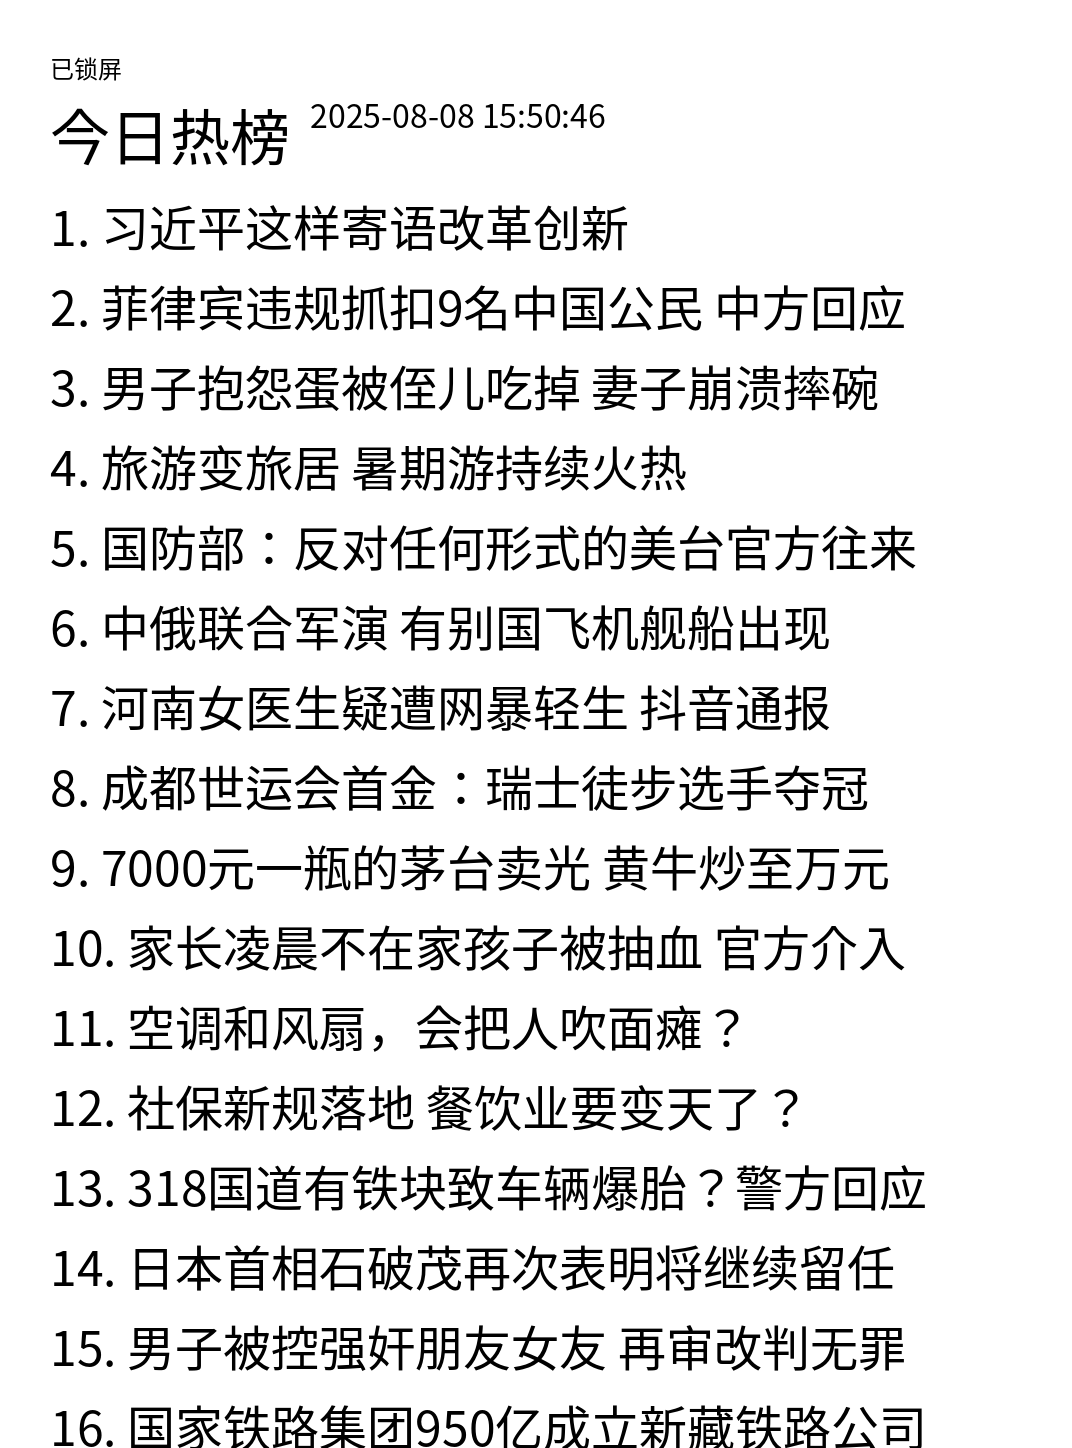 已锁屏
今日热榜 2025-08-08 15:50:46
1. 习近平这样寄语改革创新
2. 菲律宾违规抓扣9名中国公民 中方回应
3. 男子抱怨蛋被侄儿吃掉 妻子崩溃摔碗
4. 旅游变旅居 暑期游持续火热
5. 国防部：反对任何形式的美台官方往来
6. 中俄联合军演 有别国飞机舰船出现
7. 河南女医生疑遭网暴轻生 抖音通报
8. 成都世运会首金：瑞士徒步选手夺冠
9. 7000元一瓶的茅台卖光 黄牛炒至万元
10. 家长凌晨不在家孩子被抽血 官方介入
11. 空调和风扇，会把人吹面瘫？
12. 社保新规落地 餐饮业要变天了？
13. 318国道有铁块致车辆爆胎？警方回应
14. 日本首相石破茂再次表明将继续留任
15. 男子被控强奸朋友女友 再审改判无罪
16. 国家铁路集团950亿成立新藏铁路公司